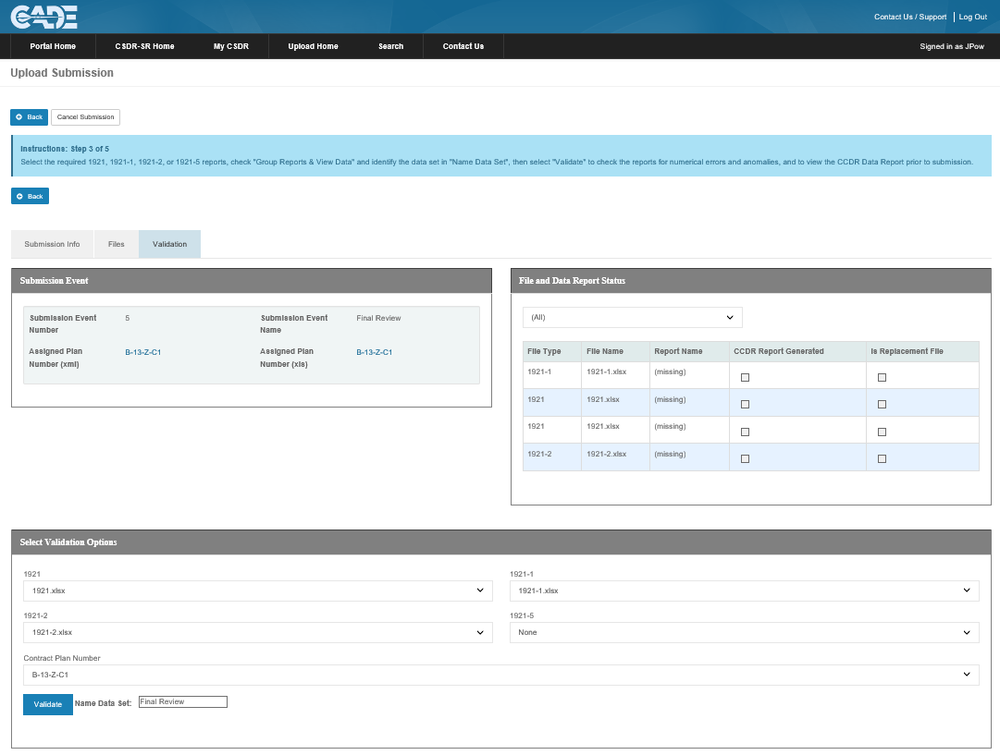 CADE
Contact Us / Support
Log Out
Portal Home
CSDR-SR Home
My CSDR
Upload Home
Search
Contact Us
Signed in as JPow
Upload Submission
Back
Cancel Submission
Instructions: Step 3 of 5
Select the required 1921, 1921-1, 1921-2, or 1921-5 reports, check "Group Reports & View Data" and identify the data set in "Name Data Set", then select "Validate" to check the reports for numerical errors and anomalies, and to view the CCDR Data Report prior to submission.
Back
Submission Info
Files
Validation
Submission Event
Submission Event Number
5
Submission Event Name
Final Review
Assigned Plan Number (xml)
B-13-Z-C1
Assigned Plan Number (xls)
B-13-Z-C1
File and Data Report Status
(All)
File Type File Name Report Name CCDR Report Generated Is Replacement File
1921-1 1921-1.xlsx (missing)
1921 1921.xlsx (missing)
1921 1921.xlsx (missing)
1921-2 1921-2.xlsx (missing)
Select Validation Options
1921
1921.xlsx
1921-1
1921-1.xlsx
1921-2
1921-2.xlsx
1921-5
None
Contract Plan Number
B-13-Z-C1
Validate
Name Data Set:
Final Review